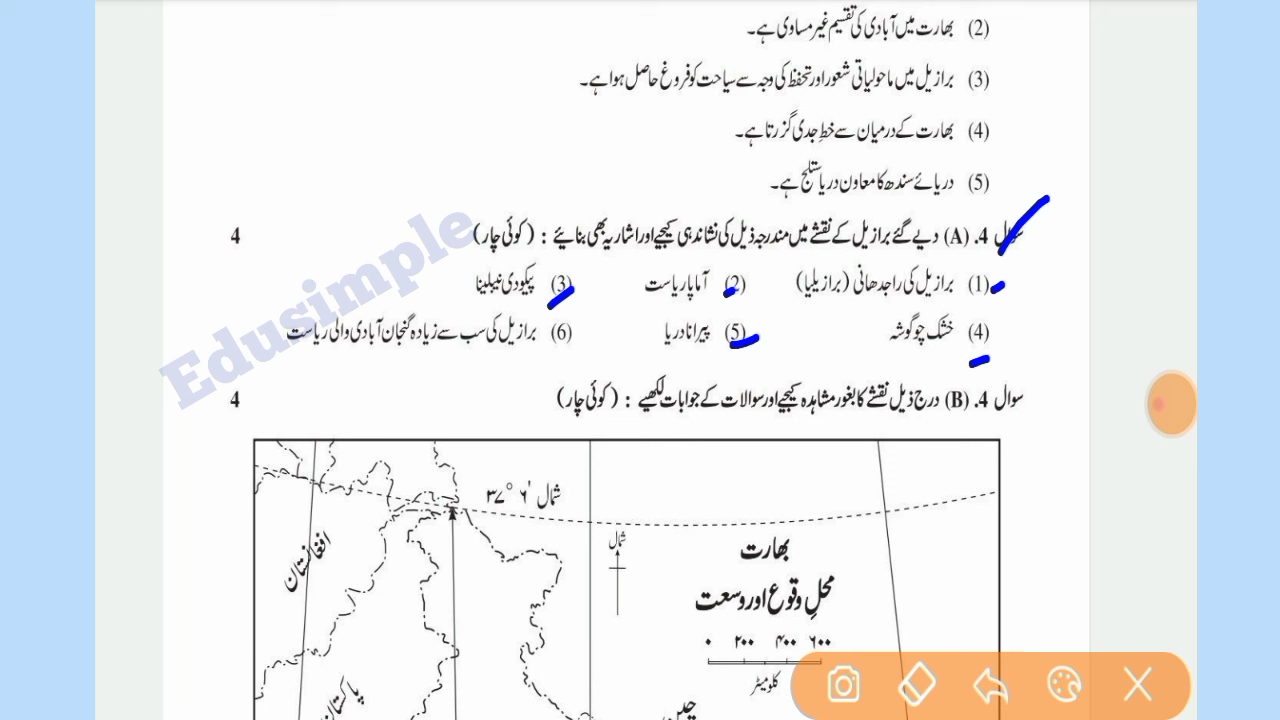 (2) بھارت میں آبادی کی تقسیم غیر مساوی ہے۔
(3) برازیل میں ماحولیاتی شعور اور تحفظ کی وجہ سے سیاحت کو فروغ حاصل ہوا ہے۔
(4) بھارت کے درمیان سے خطِ جدی گزرتا ہے۔
(5) دریائے سندھ کا معاون دریا ستلج ہے۔
سوال 4. (A) دیے گئے برازیل کے نقشے میں مندرجہ ذیل کی نشاندہی کیجیے اور اشاریہ بھی بنائیے : (کوئی چار) 4
(1) برازیل کی راجدھانی (برازیلیا) (2) آماپا ریاست (3) پیکودی نیبلینا
(4) خشک چوگوشہ (5) پیرانا دریا (6) برازیل کی سب سے زیادہ گنجان آبادی والی ریاست
سوال 4. (B) درج ذیل نقشے کا بغور مشاہدہ کیجیے اور سوالات کے جوابات لکھیے : (کوئی چار) 4
شمال ۳۷° ۶'
افغانستان
شمال
بھارت
محلِ وقوع اور وسعت
۰ ۲۰۰ ۴۰۰ ۶۰۰
کلومیٹر
پاکستان
چین
Edusimple